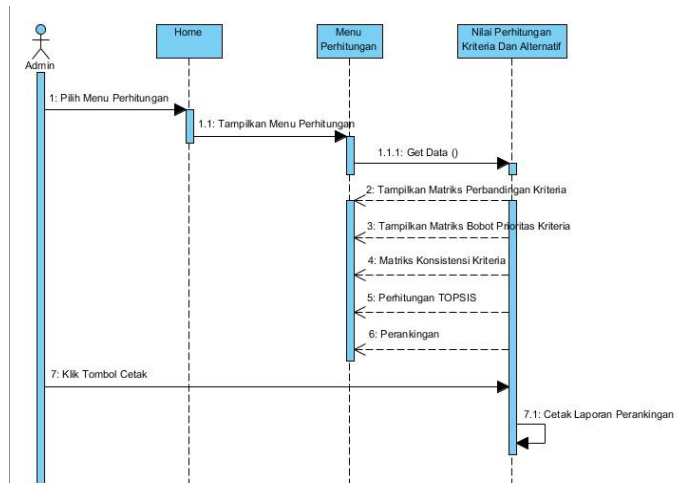 Home
Menu
Perhitungan
Nilai Perhitungan
Kriteria Dan Alternatif
Admin
1: Pilih Menu Perhitungan
1.1: Tampilkan Menu Perhitungan
1.1.1: Get Data ()
2: Tampilkan Matriks Perbandingan Kriteria
3: Tampilkan Matriks Bobot Prioritas Kriteria
4: Matriks Konsistensi Kriteria
5: Perhitungan TOPSIS
6: Perankingan
7: Klik Tombol Cetak
7.1: Cetak Laporan Perankingan